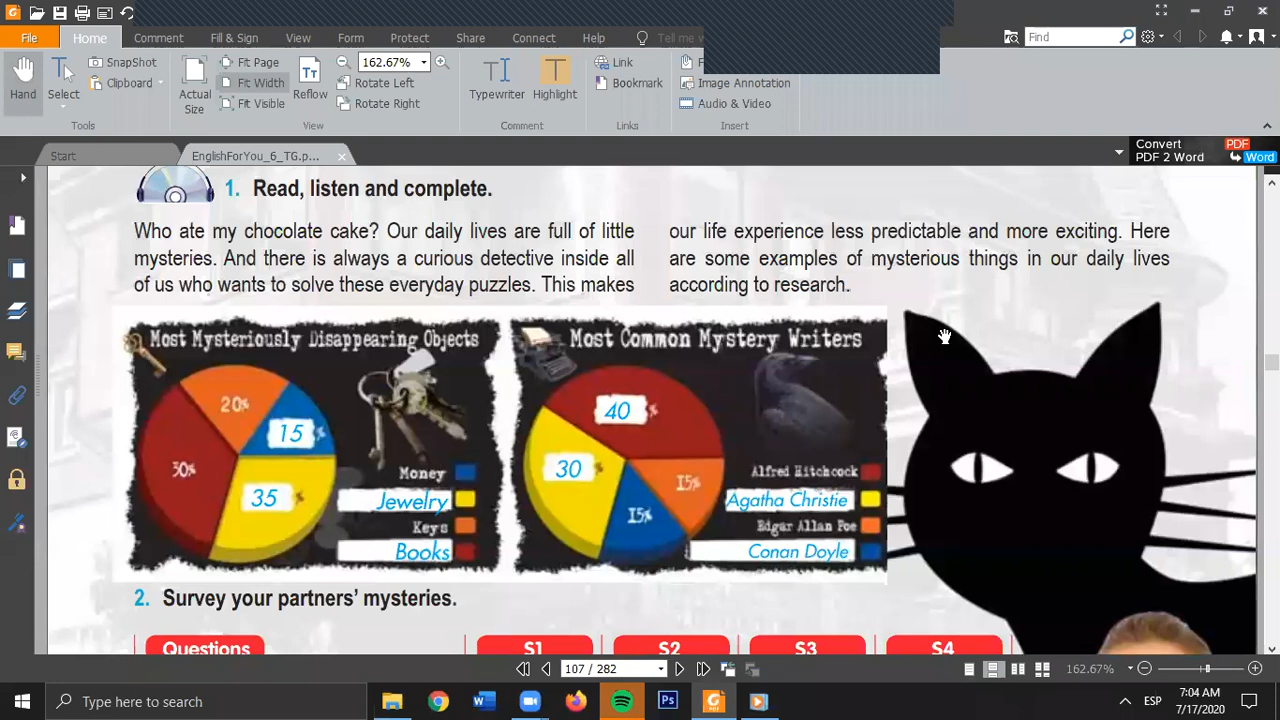 File
Home
Comment
Fill & Sign
View
Form
Protect
Share
Connect
Help
Tell me
Find
Hand
Select
SnapShot
Clipboard
Tools
Actual Size
Fit Page
Fit Width
Fit Visible
Reflow
162.67%
Rotate Left
Rotate Right
View
Typewriter
Highlight
Comment
Link
Bookmark
Links
Image Annotation
Audio & Video
Insert
Start
EnglishForYou_6_TG.p...
Convert PDF
PDF 2 Word Word
1. Read, listen and complete.
Who ate my chocolate cake? Our daily lives are full of little
mysteries. And there is always a curious detective inside all
of us who wants to solve these everyday puzzles. This makes
our life experience less predictable and more exciting. Here
are some examples of mysterious things in our daily lives
according to research.
Most Mysteriously Disappearing Objects
20%
15 %
30%
35 %
Money
Jewelry
Keys
Books
Most Common Mystery Writers
40 %
30 %
15%
15%
Alfred Hitchcock
Agatha Christie
Edgar Allan Poe
Conan Doyle
2. Survey your partners' mysteries.
Questions S1 S2 S3 S4
107 / 282
162.67%
Type here to search
W
Ps
PDF
ESP
7:04 AM
7/17/2020